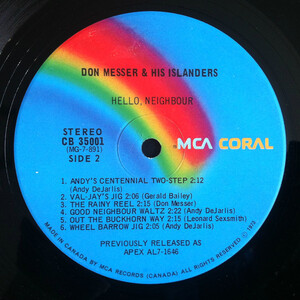 DON MESSER & HIS ISLANDERS
HELLO, NEIGHBOUR
STEREO
CB 35001
(MG-7-891)
SIDE 2
MCA CORAL
1. ANDY'S CENTENNIAL TWO-STEP 2:12
(Andy DeJarlis)
2. VAL-JAY'S JIG 2:06 (Gerald Bailey)
3. THE RAINY REEL 2:15 (Don Messer)
4. GOOD NEIGHBOUR WALTZ 2:22 (Andy DeJarlis)
5. OUT THE BUCKHORN WAY 2:15 (Leonard Sexsmith)
6. WHEEL BARROW JIG 2:05 (Andy DeJarlis)
PREVIOUSLY RELEASED AS
APEX AL7-1646
MADE IN CANADA BY MCA RECORDS (CANADA) ALL RIGHTS RESERVED